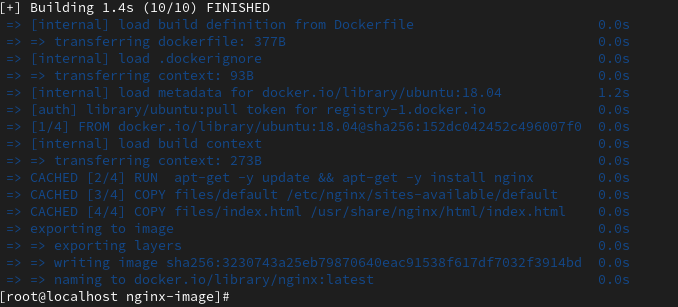 [+] Building 1.4s (10/10) FINISHED
=> [internal] load build definition from Dockerfile 0.0s
=> => transferring dockerfile: 377B 0.0s
=> [internal] load .dockerignore 0.0s
=> => transferring context: 93B 0.0s
=> [internal] load metadata for docker.io/library/ubuntu:18.04 1.2s
=> [auth] library/ubuntu:pull token for registry-1.docker.io 0.0s
=> [1/4] FROM docker.io/library/ubuntu:18.04@sha256:152dc042452c496007f0 0.0s
=> [internal] load build context 0.0s
=> => transferring context: 273B 0.0s
=> CACHED [2/4] RUN  apt-get -y update && apt-get -y install nginx 0.0s
=> CACHED [3/4] COPY files/default /etc/nginx/sites-available/default 0.0s
=> CACHED [4/4] COPY files/index.html /usr/share/nginx/html/index.html 0.0s
=> exporting to image 0.0s
=> => exporting layers 0.0s
=> => writing image sha256:3230743a25eb79870640eac91538f617df7032f3914bd 0.0s
=> => naming to docker.io/library/nginx:latest 0.0s
[root@localhost nginx-image]#